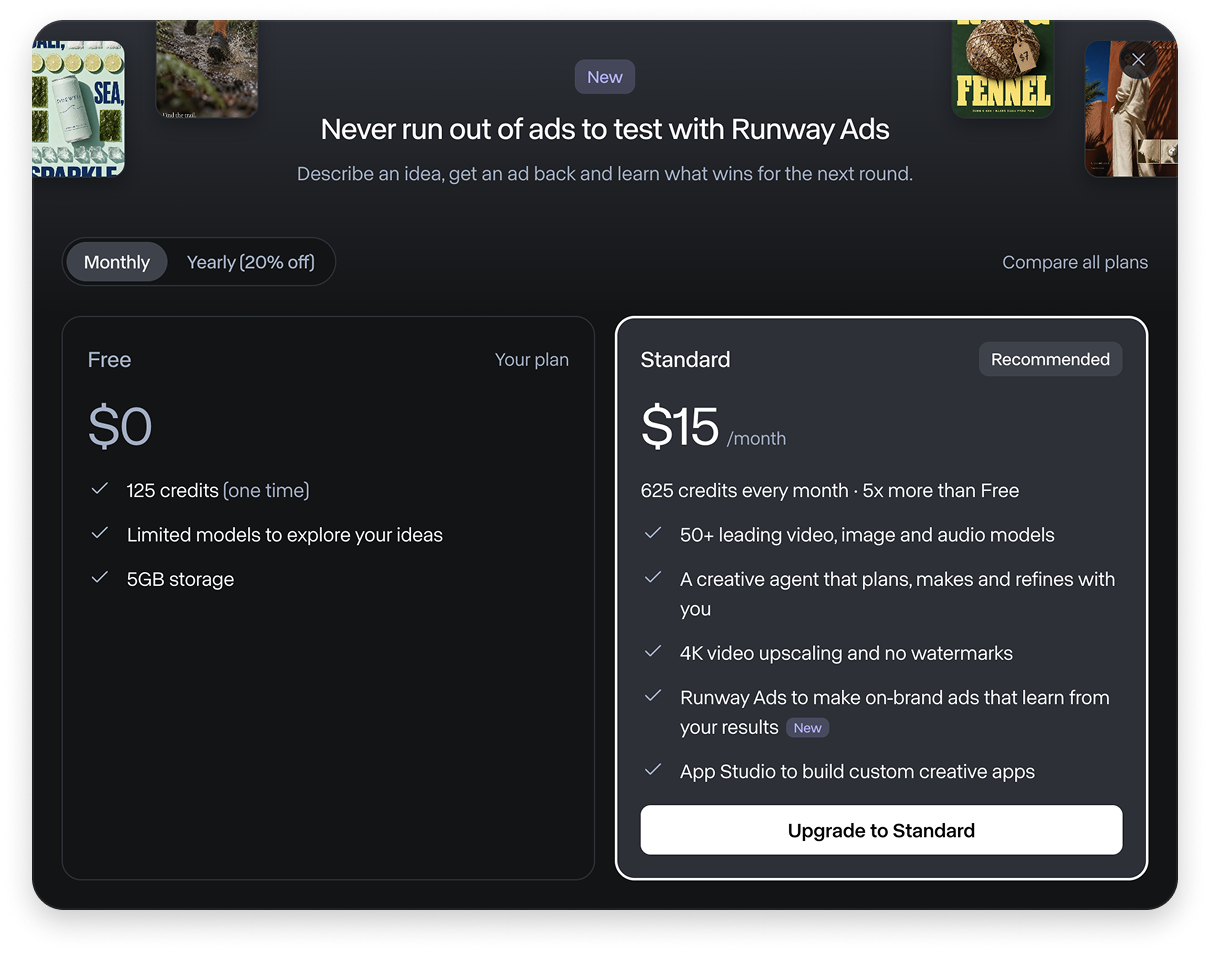 SALT,
SEA,
SPARKLE
Find the trail.
$7
FENNEL
New
Never run out of ads to test with Runway Ads
Describe an idea, get an ad back and learn what wins for the next round.
Monthly
Yearly (20% off)
Compare all plans
Free
Your plan
$0
125 credits (one time)
Limited models to explore your ideas
5GB storage
Standard
Recommended
$15 /month
625 credits every month · 5x more than Free
50+ leading video, image and audio models
A creative agent that plans, makes and refines with
you
4K video upscaling and no watermarks
Runway Ads to make on-brand ads that learn from
your results New
App Studio to build custom creative apps
Upgrade to Standard